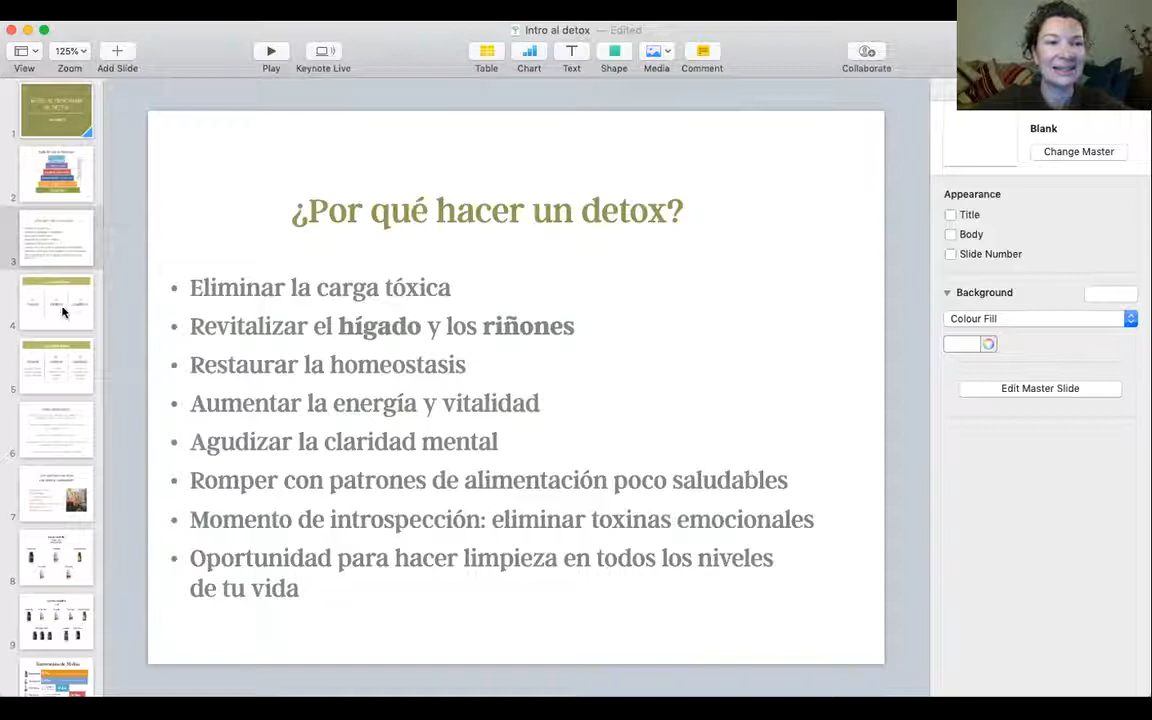 Intro al detox — Edited
125%
View
Zoom
Add Slide
Play
Keynote Live
Table
Chart
Text
Shape
Media
Comment
Collaborate
1
2
3
4
5
6
7
8
9
¿Por qué hacer un detox?
• Eliminar la carga tóxica
• Revitalizar el hígado y los riñones
• Restaurar la homeostasis
• Aumentar la energía y vitalidad
• Agudizar la claridad mental
• Romper con patrones de alimentación poco saludables
• Momento de introspección: eliminar toxinas emocionales
• Oportunidad para hacer limpieza en todos los niveles
de tu vida
Blank
Change Master
Appearance
Title
Body
Slide Number
Background
Colour Fill
Edit Master Slide